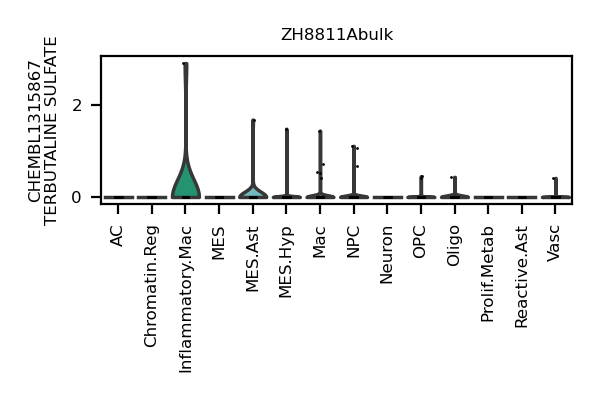 ZH8811Abulk
CHEMBL1315867
TERBUTALINE SULFATE
2
0
AC
Chromatin.Reg
Inflammatory.Mac
MES
MES.Ast
MES.Hyp
Mac
NPC
Neuron
OPC
Oligo
Prolif.Metab
Reactive.Ast
Vasc